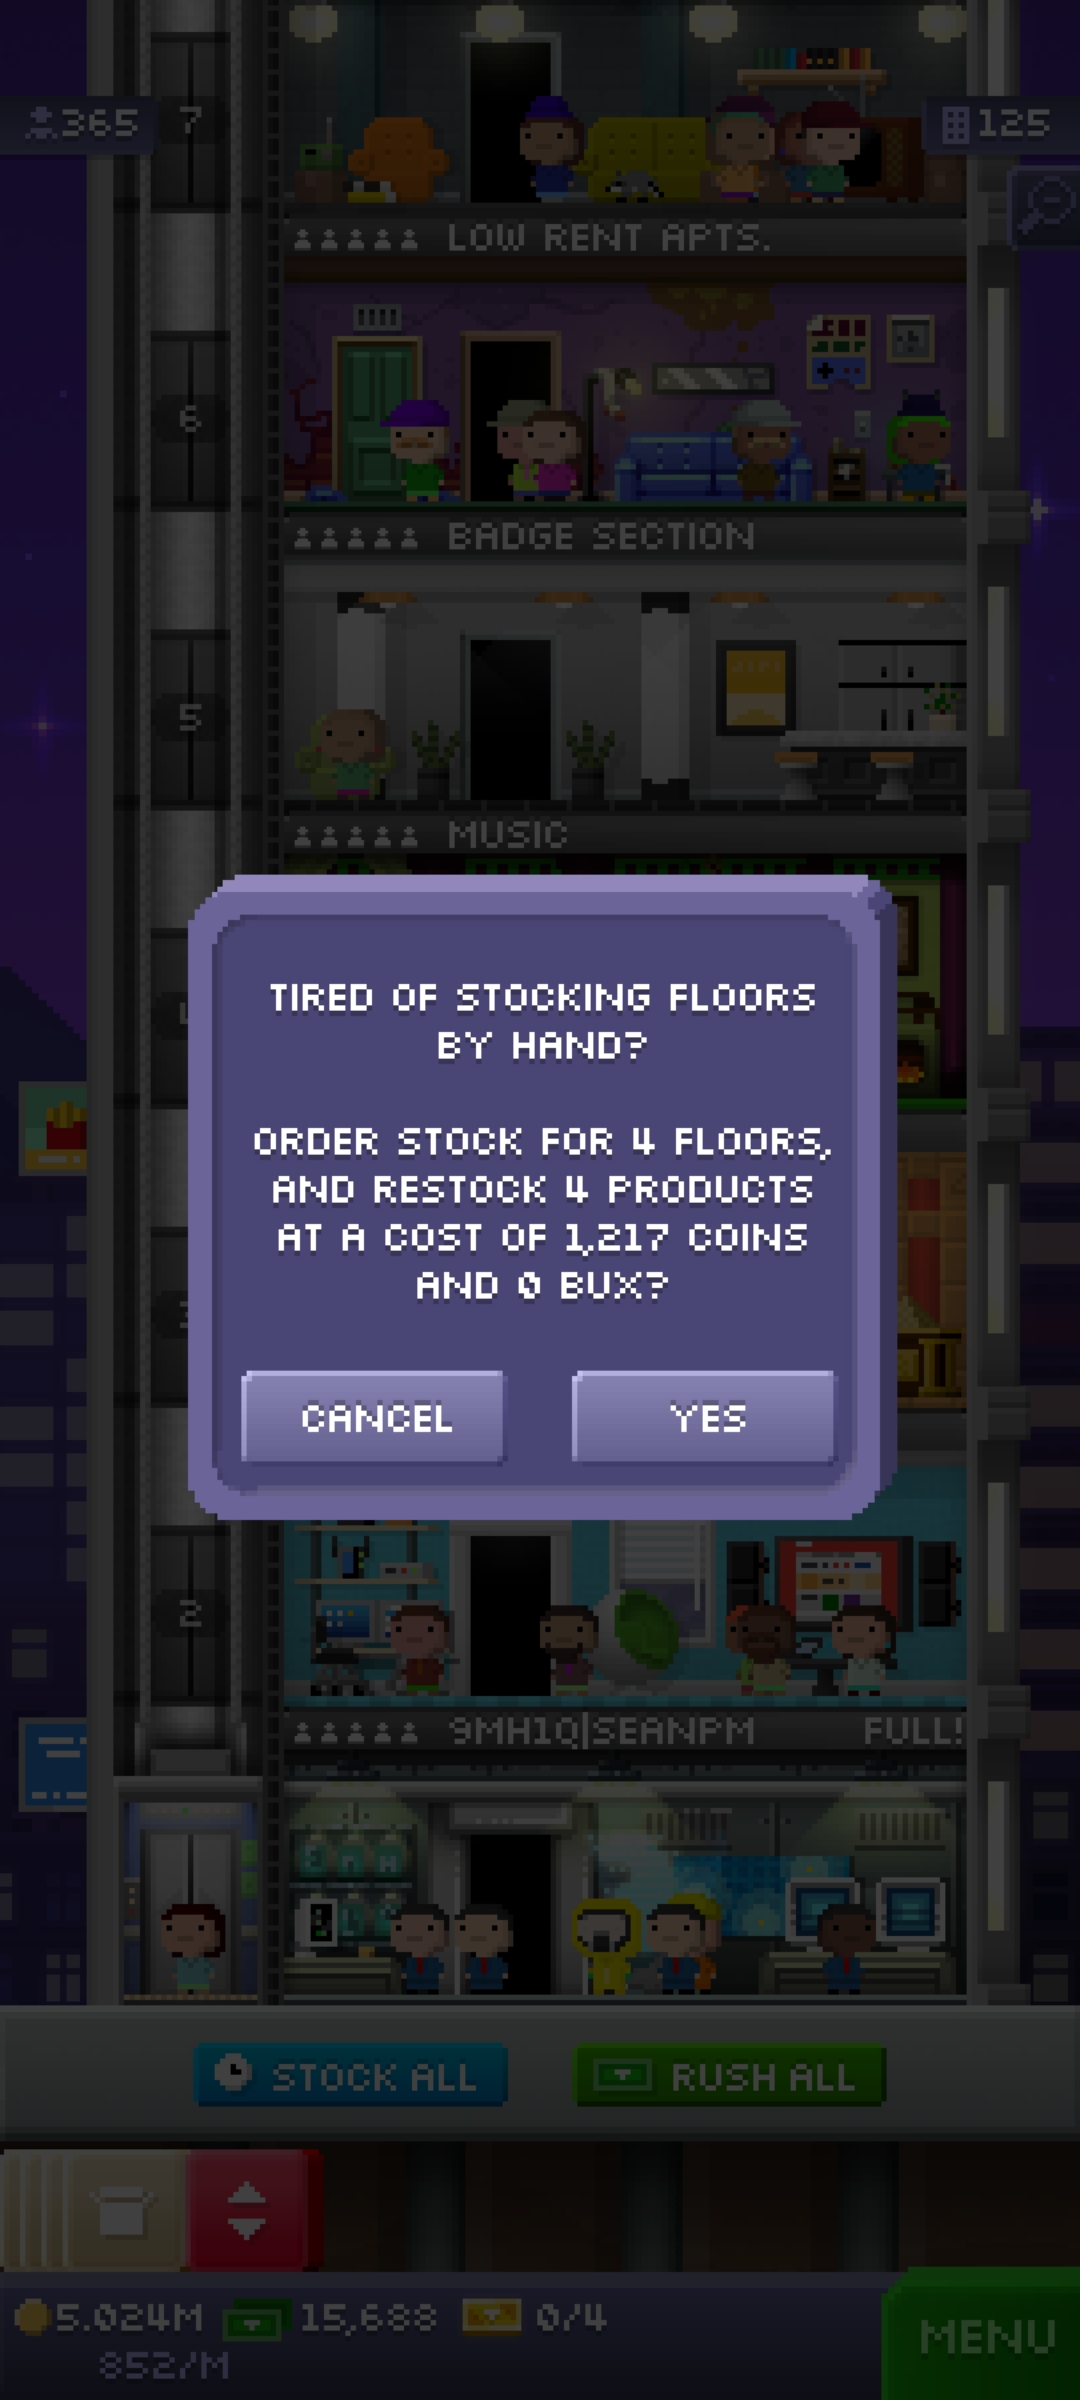 365
7
125
LOW RENT APTS.
6
BADGE SECTION
5
MUSIC
TIRED OF STOCKING FLOORS
BY HAND?
ORDER STOCK FOR 4 FLOORS,
AND RESTOCK 4 PRODUCTS
AT A COST OF 1,217 COINS
AND 0 BUX?
CANCEL
YES
2
9MH1Q|SEANPM
FULL!
STOCK ALL
RUSH ALL
5.024M
15,688
0/4
852/M
MENU